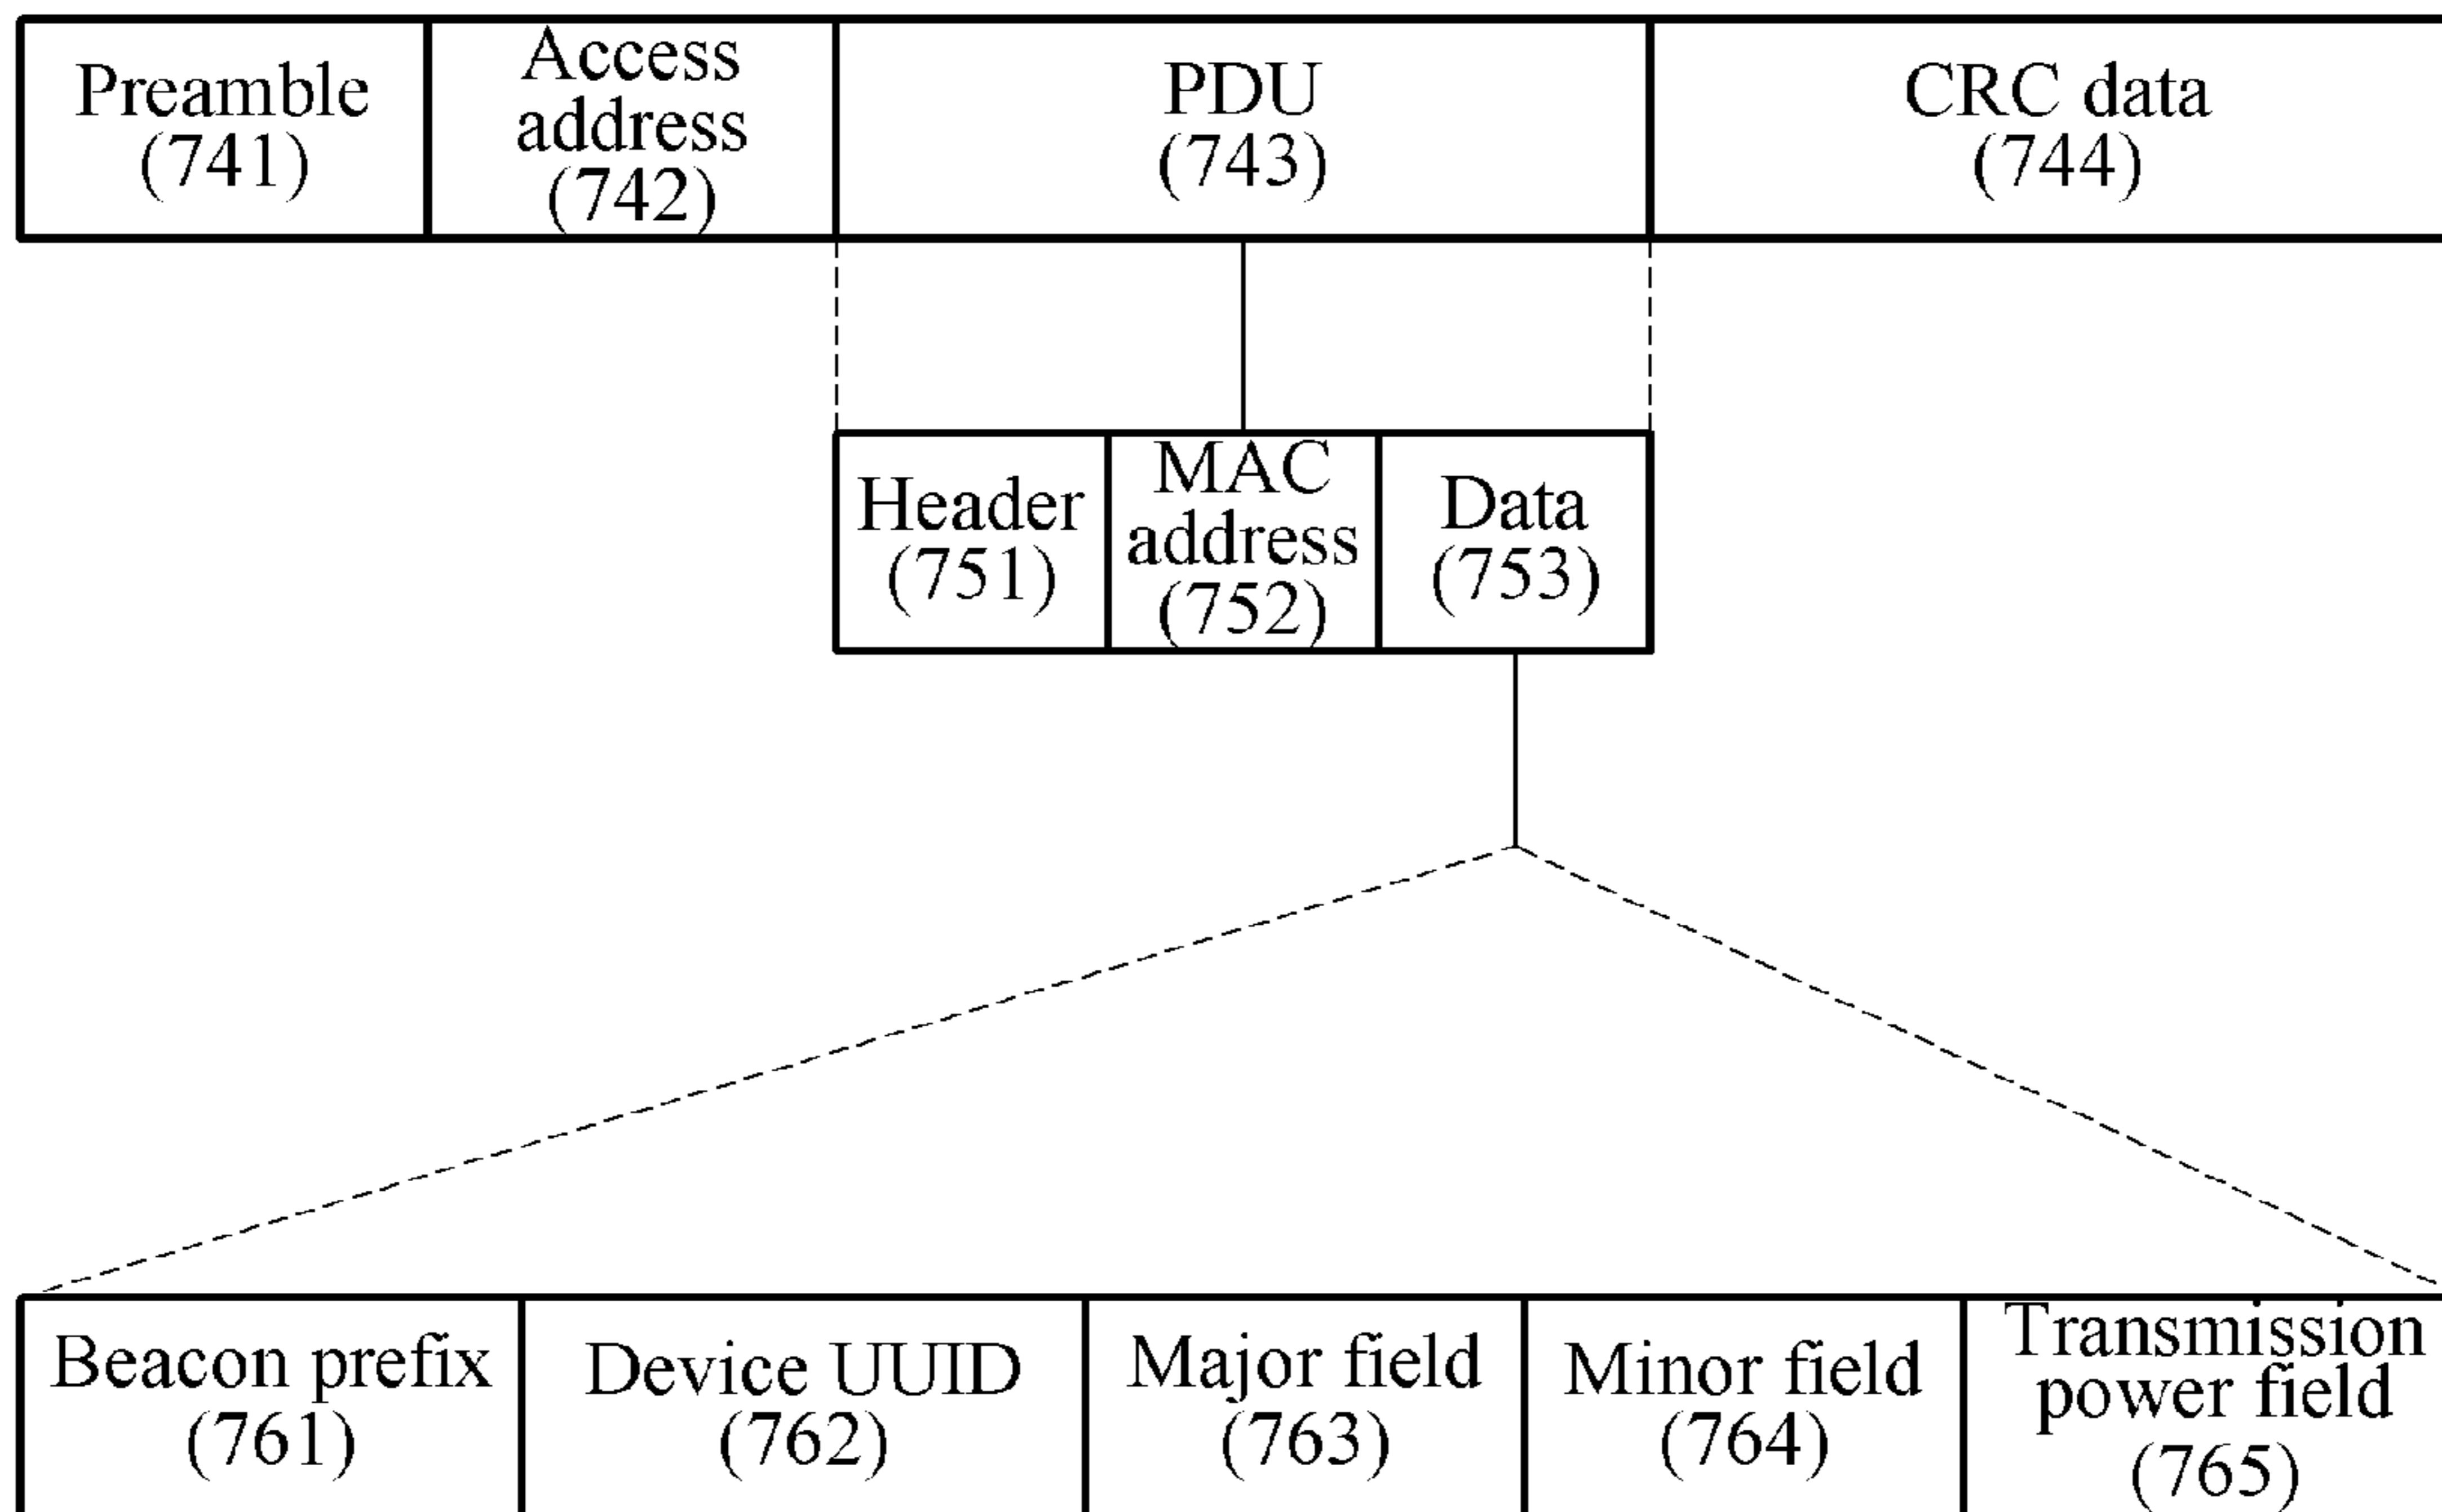 Preamble
(741)
Access
address
(742)
PDU
(743)
CRC data
(744)
Header
(751)
MAC
address
(752)
Data
(753)
Beacon prefix
(761)
Device UUID
(762)
Major field
(763)
Minor field
(764)
Transmission
power field
(765)